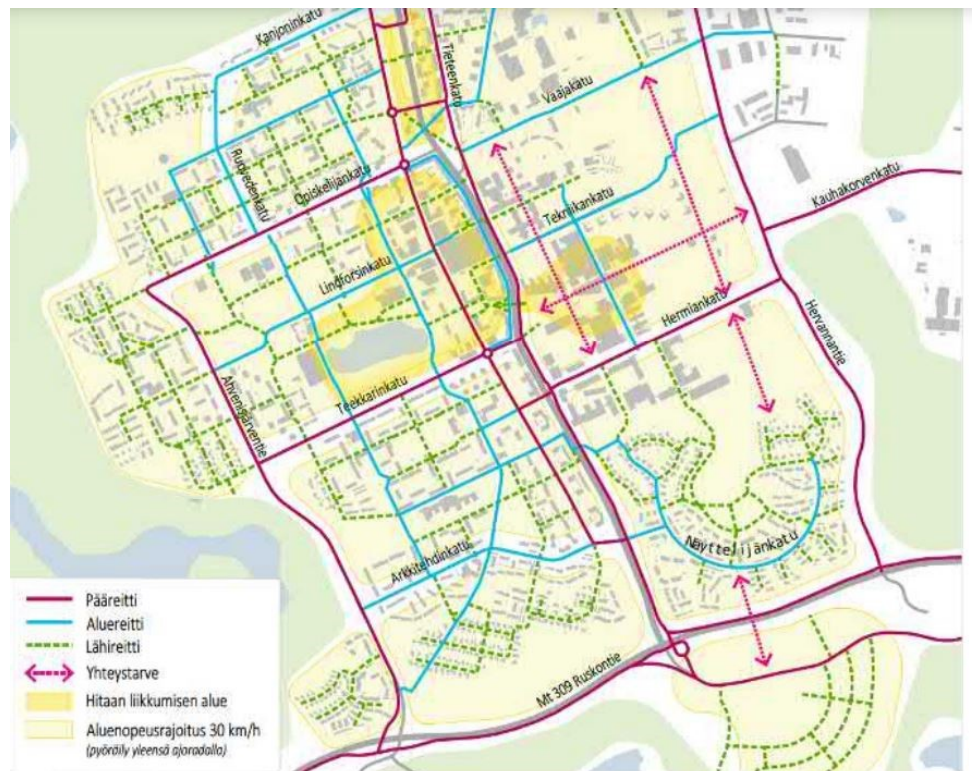 Kanjoninkatu
Tieteenkatu
Vaajakatu
Ruovedenkatu
Opiskelijankatu
Tekniikankatu
Kauhakorvenkatu
Lindforsinkatu
Hermiankatu
Hervannantie
Ahvenisjärventie
Teekkarinkatu
Arkkitehdinkatu
Näyttelijänkatu
Mt 309 Ruskontie
Pääreitti
Aluereitti
Lähireitti
Yhteystarve
Hitaan liikkumisen alue
Aluenopeusrajoitus 30 km/h
(pyöräily yleensä ajoradalla)